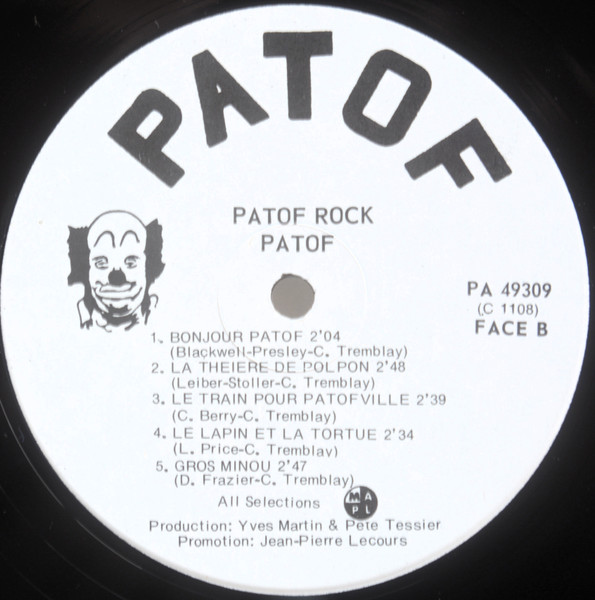 PATOF
PATOF ROCK
PATOF
PA 49309
(C 1108)
FACE B
1. BONJOUR PATOF 2'04
(Blackwell-Presley-C. Tremblay)
2. LA THEIERE DE POLPON 2'48
(Leiber-Stoller-C. Tremblay)
3. LE TRAIN POUR PATOFVILLE 2'39
(C. Berry-C. Tremblay)
4. LE LAPIN ET LA TORTUE 2'34
(L. Price-C. Tremblay)
5. GROS MINOU 2'47
(D. Frazier-C. Tremblay)
All Selections MAPL
Production: Yves Martin & Pete Tessier
Promotion: Jean-Pierre Lecours